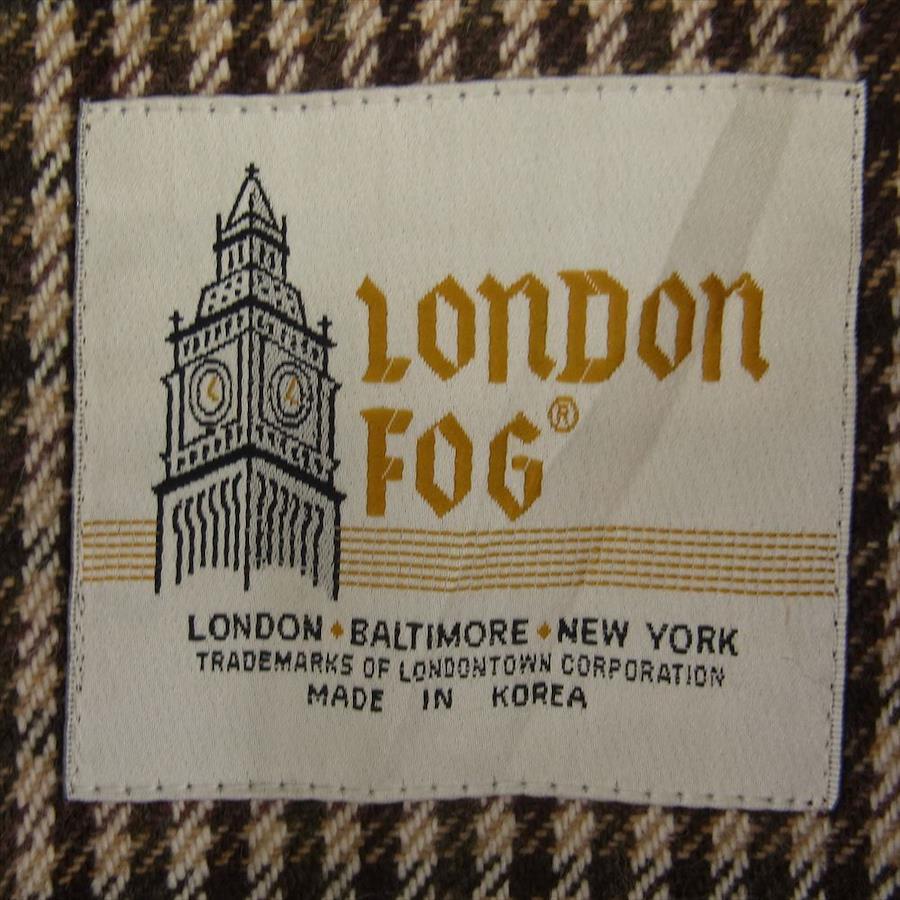 LONDON
FOG®
LONDON • BALTIMORE • NEW YORK
TRADEMARKS OF LONDONTOWN CORPORATION
MADE IN KOREA